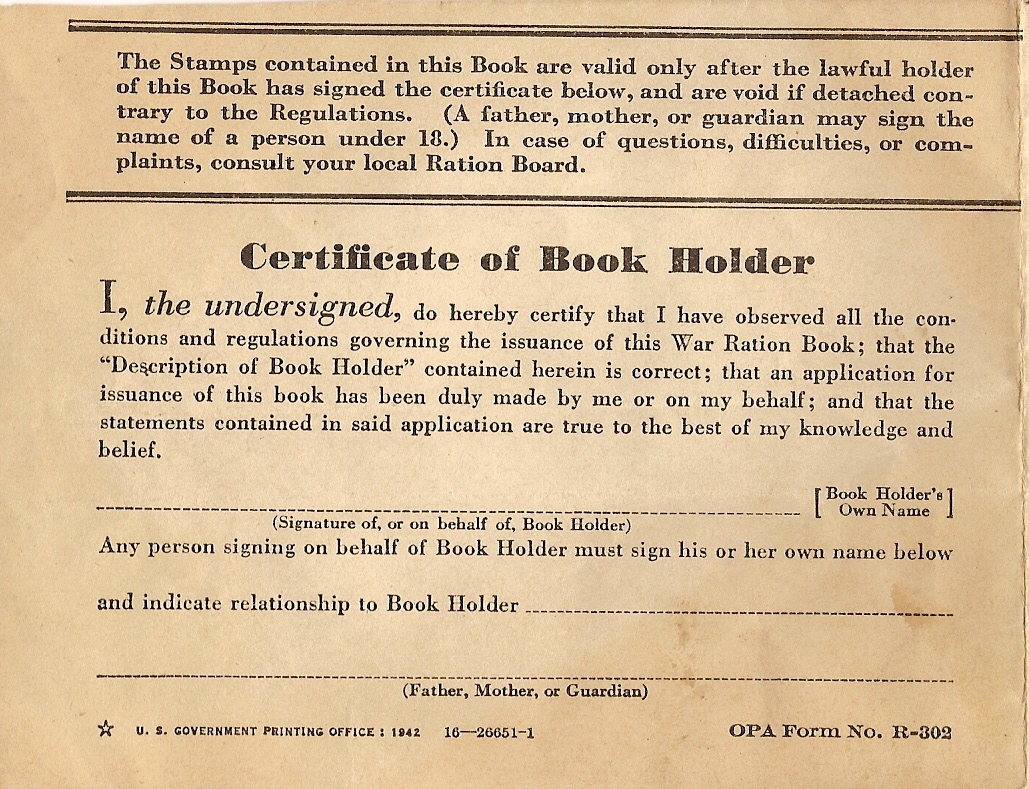 The Stamps contained in this Book are valid only after the lawful holder
of this Book has signed the certificate below, and are void if detached con-
trary to the Regulations. (A father, mother, or guardian may sign the
name of a person under 18.) In case of questions, difficulties, or com-
plaints, consult your local Ration Board.
Certificate of Book Holder
I, the undersigned, do hereby certify that I have observed all the con-
ditions and regulations governing the issuance of this War Ration Book; that the
“Description of Book Holder” contained herein is correct; that an application for
issuance of this book has been duly made by me or on my behalf; and that the
statements contained in said application are true to the best of my knowledge and
belief.
[Book Holder's
Own Name]
(Signature of, or on behalf of, Book Holder)
Any person signing on behalf of Book Holder must sign his or her own name below
and indicate relationship to Book Holder
(Father, Mother, or Guardian)
☆ U. S. GOVERNMENT PRINTING OFFICE : 1942 16—26651-1 OPA Form No. R-302